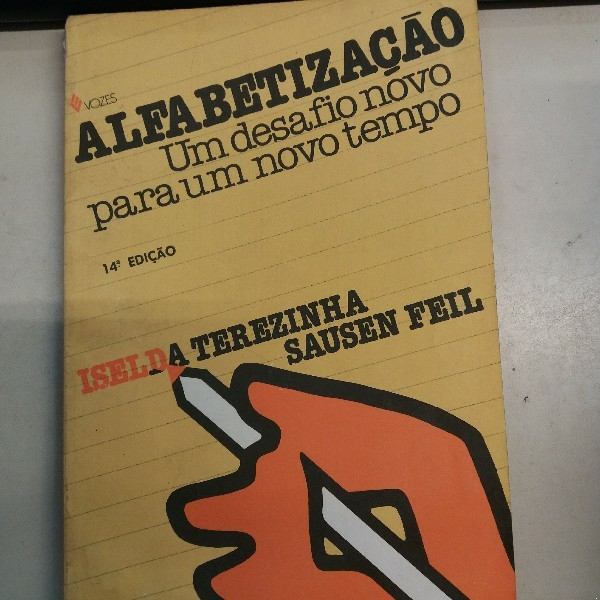 VOZES
ALFABETIZAÇÃO
Um desafio novo
para um novo tempo
14ª EDIÇÃO
ISELDA TEREZINHA
SAUSEN FEIL